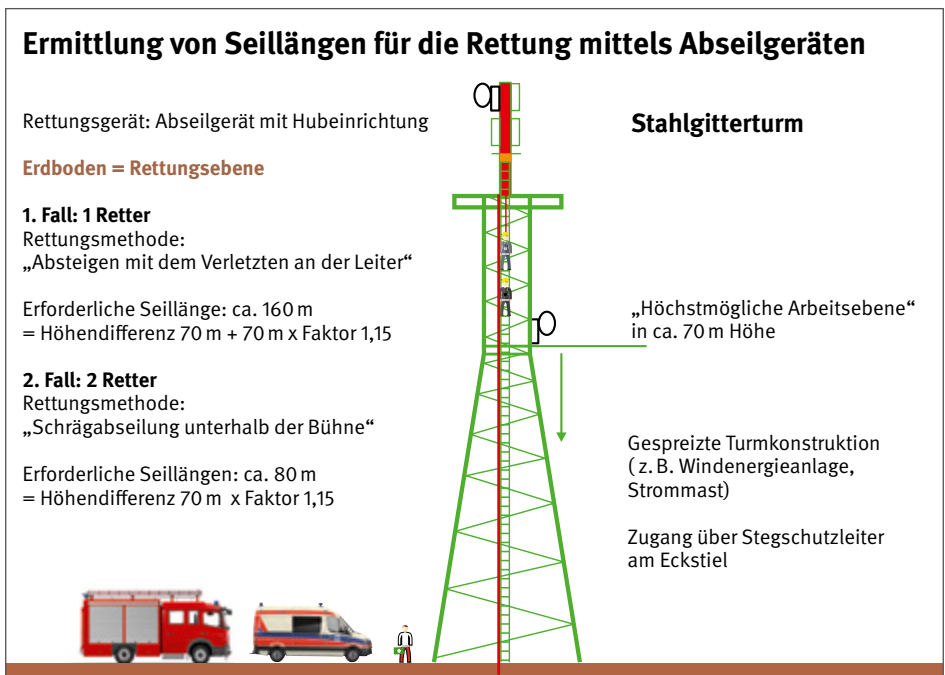 Ermittlung von Seillängen für die Rettung mittels Abseilgeräten
Rettungsgerät: Abseilgerät mit Hubeinrichtung
Erdboden = Rettungsebene
1. Fall: 1 Retter
Rettungsmethode:
„Absteigen mit dem Verletzten an der Leiter“
Erforderliche Seillänge: ca. 160 m
= Höhendifferenz 70 m + 70 m x Faktor 1,15
2. Fall: 2 Retter
Rettungsmethode:
„Schrägabseilung unterhalb der Bühne“
Erforderliche Seillängen: ca. 80 m
= Höhendifferenz 70 m x Faktor 1,15
Stahlgitterturm
„Höchstmögliche Arbeitsebene“
in ca. 70 m Höhe
Gespreizte Turmkonstruktion
( z. B. Windenergieanlage,
Strommast)
Zugang über Stegschutzleiter
am Eckstiel